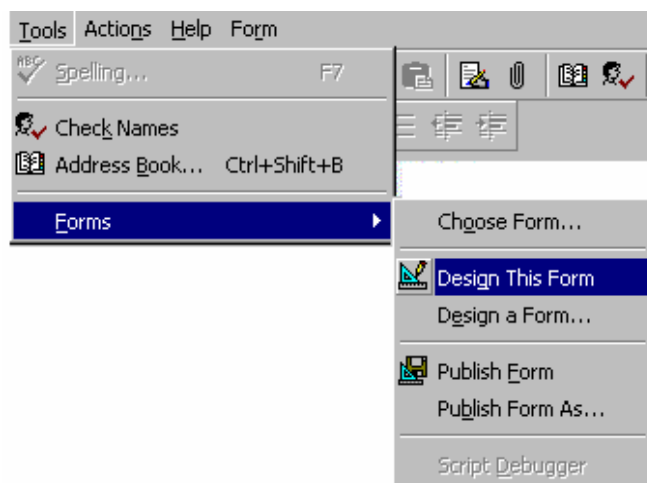 Tools Actions Help Form
ABC
Spelling... F7
Check Names
Address Book... Ctrl+Shift+B
Forms
Choose Form...
Design This Form
Design a Form...
Publish Form
Publish Form As...
Script Debugger